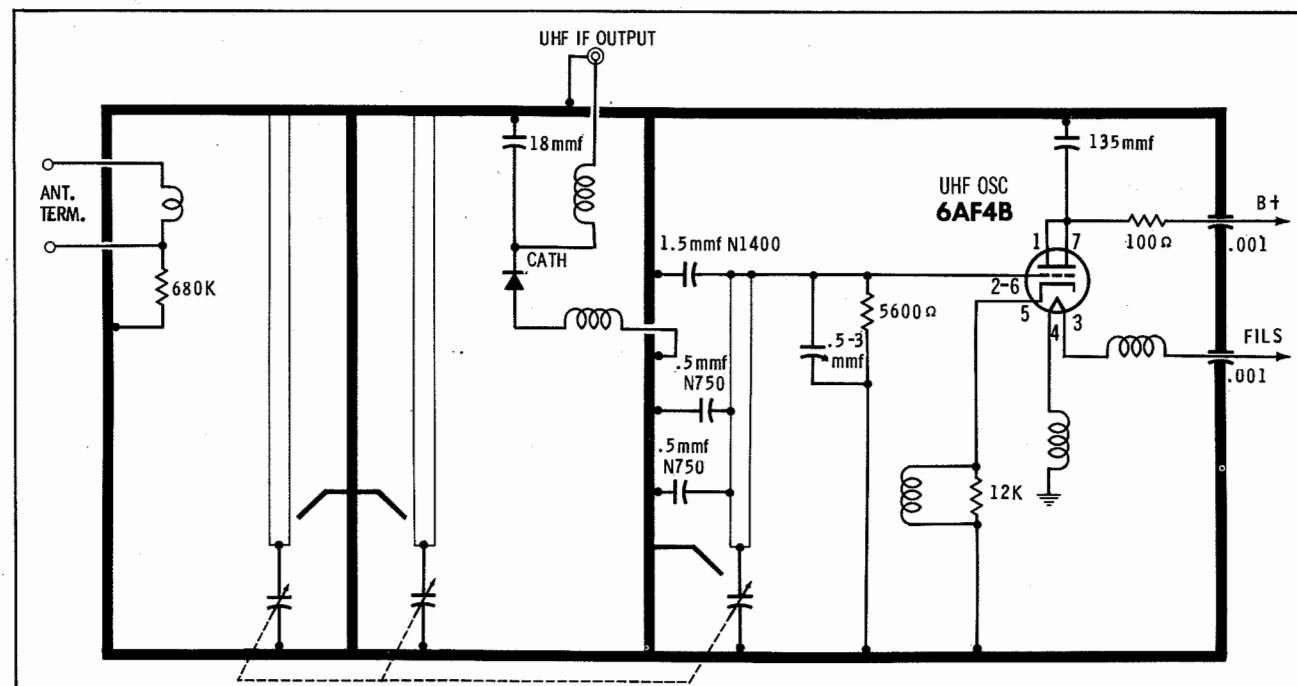 UHF IF OUTPUT
18mmf
135mmf
ANT.
TERM.
UHF OSC
6AF4B
B+
1
7
100Ω
.001
1.5mmf N1400
CATH
680K
2-6
5
4
3
5600Ω
.5-3
mmf
FILS
.001
.5mmf
N750
.5mmf
N750
12K